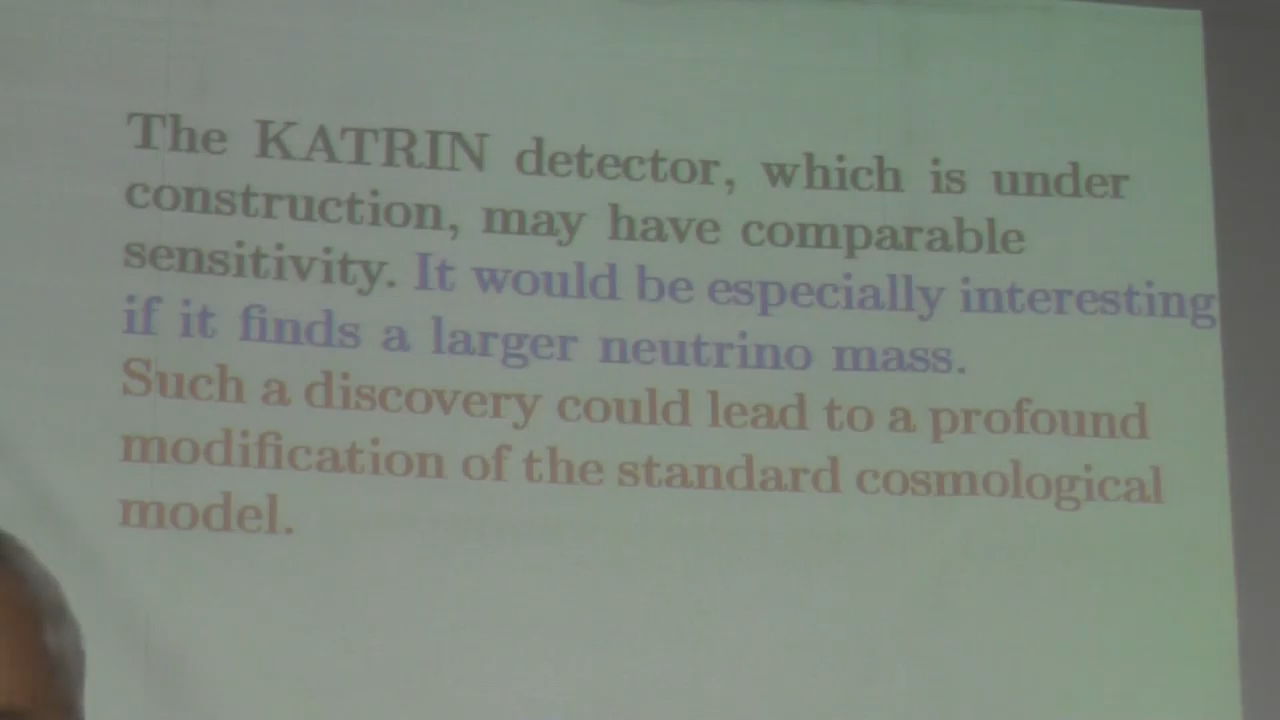 The KATRIN detector, which is under
construction, may have comparable
sensitivity. It would be especially interesting
if it finds a larger neutrino mass.
Such a discovery could lead to a profound
modification of the standard cosmological
model.